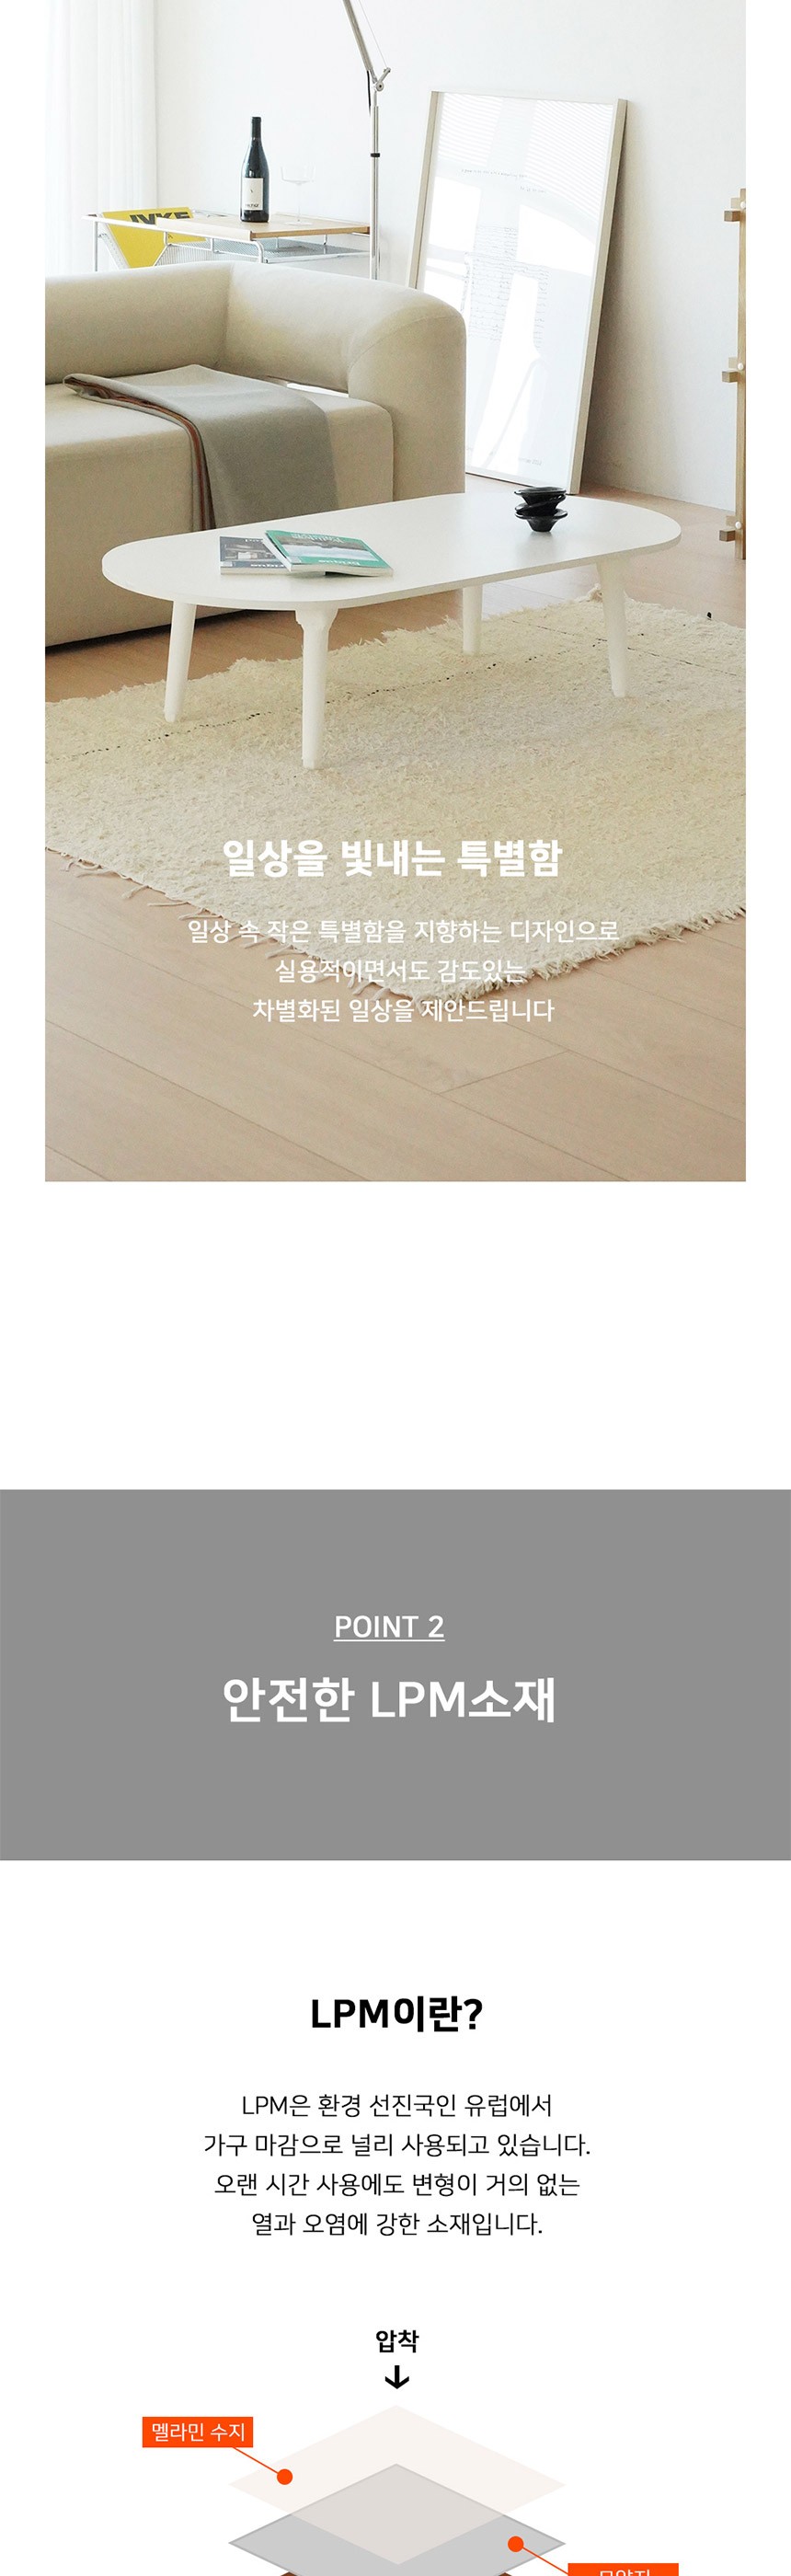 일상을 빛내는 특별함
일상 속 작은 특별함을 지향하는 디자인으로
실용적이면서도 감도있는
차별화된 일상을 제안드립니다
POINT 2
안전한 LPM소재
LPM이란?
LPM은 환경 선진국인 유럽에서
가구 마감으로 널리 사용되고 있습니다.
오랜 시간 사용에도 변형이 거의 없는
열과 오염에 강한 소재입니다.
압착
멜라민 수지